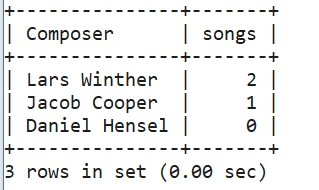 +---------------+-------+
| Composer      | songs |
+---------------+-------+
| Lars Winther  |     2 |
| Jacob Cooper  |     1 |
| Daniel Hensel |     0 |
+---------------+-------+
3 rows in set (0.00 sec)